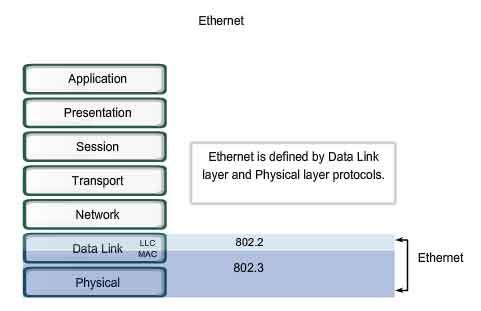 Ethernet
Application
Presentation
Session
Ethernet is defined by Data Link
layer and Physical layer protocols.
Transport
Network
Data Link
LLC
MAC
802.2
802.3
Ethernet
Physical